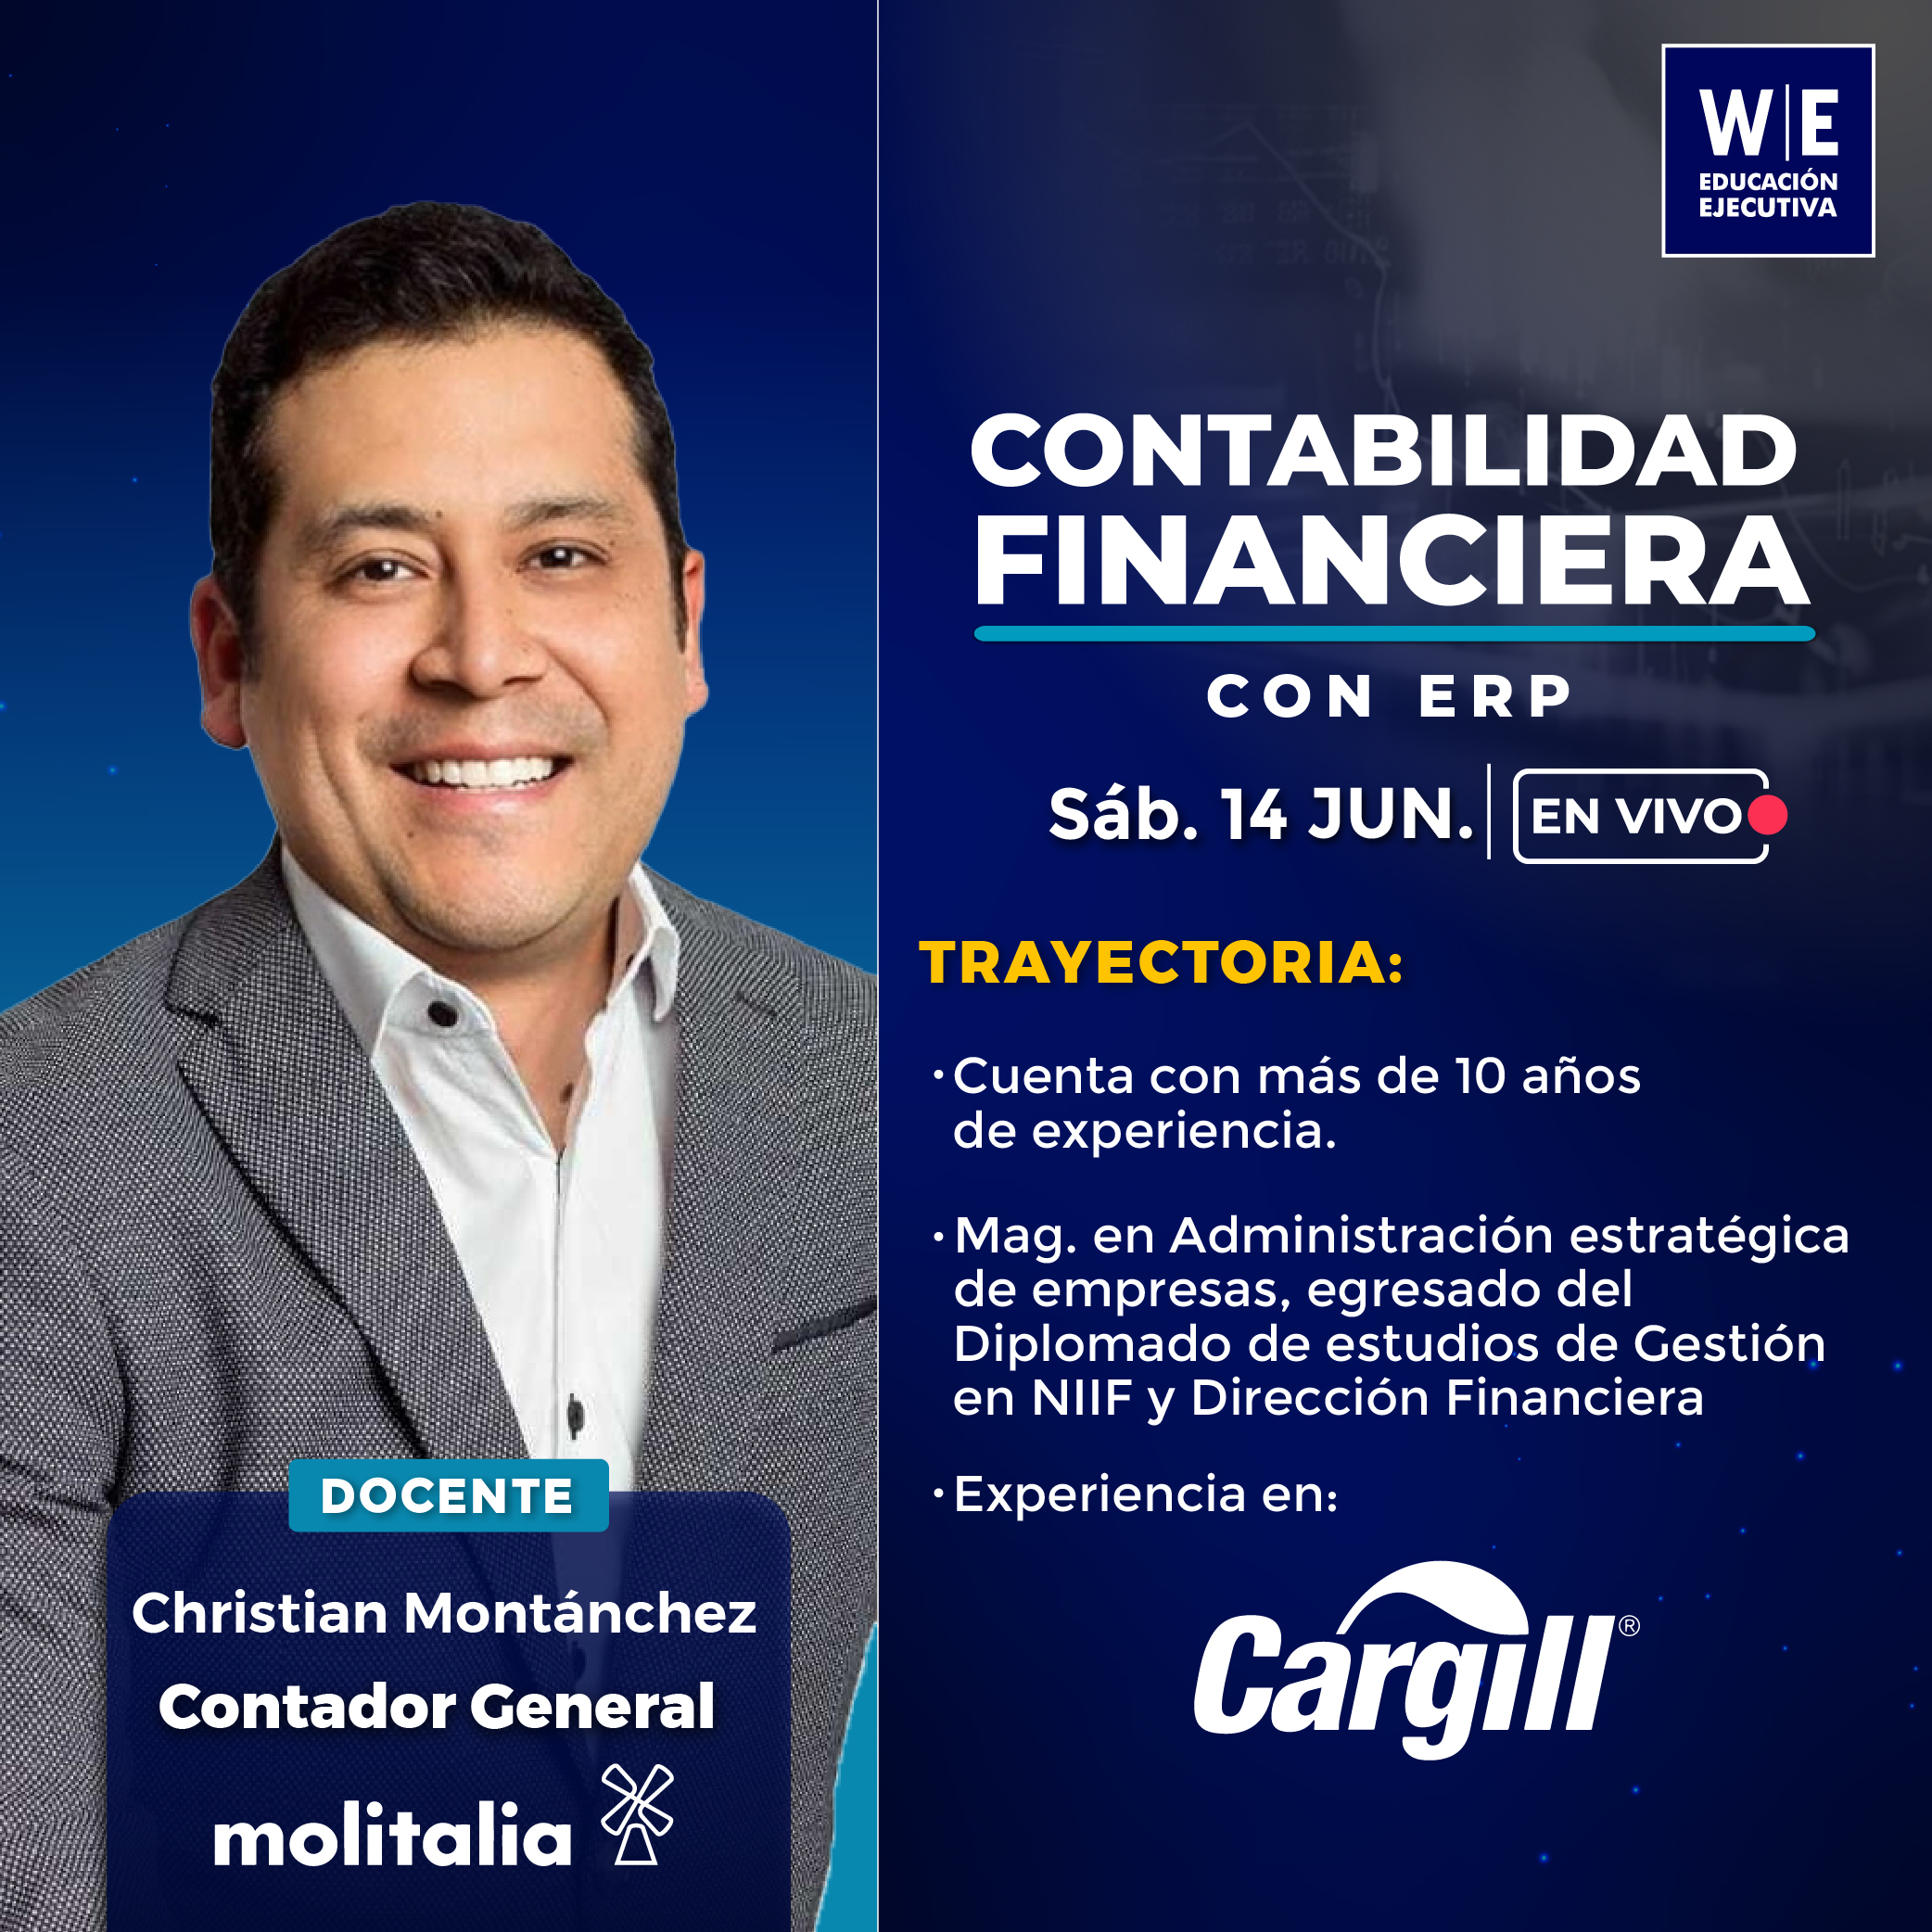 W|E
EDUCACIÓN
EJECUTIVA
CONTABILIDAD
FINANCIERA
CON ERP
Sáb. 14 JUN.
EN VIVO
TRAYECTORIA:
· Cuenta con más de 10 años
de experiencia.
· Mag. en Administración estratégica
de empresas, egresado del
Diplomado de estudios de Gestión
en NIIF y Dirección Financiera
· Experiencia en:
Cargill®
DOCENTE
Christian Montánchez
Contador General
molitalia